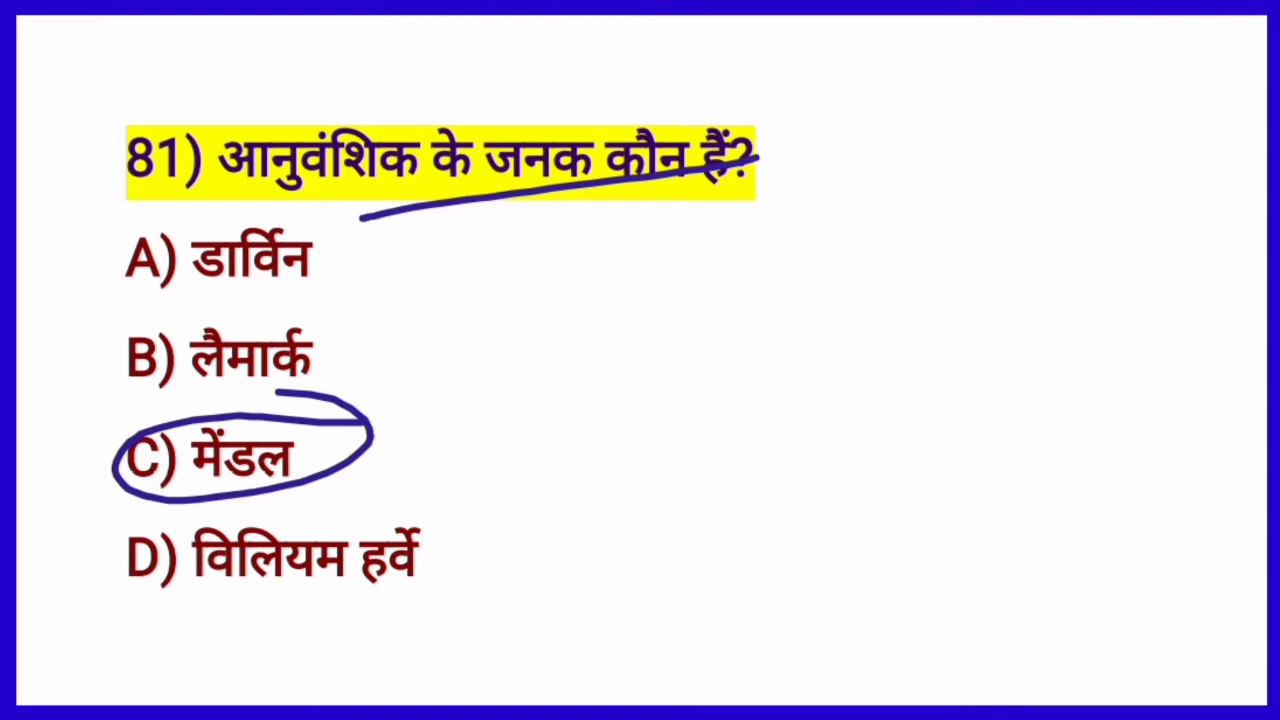 81) आनुवंशिक के जनक कौन हैं?
A) डार्विन
B) लैमार्क
C) मेंडल
D) विलियम हर्वे